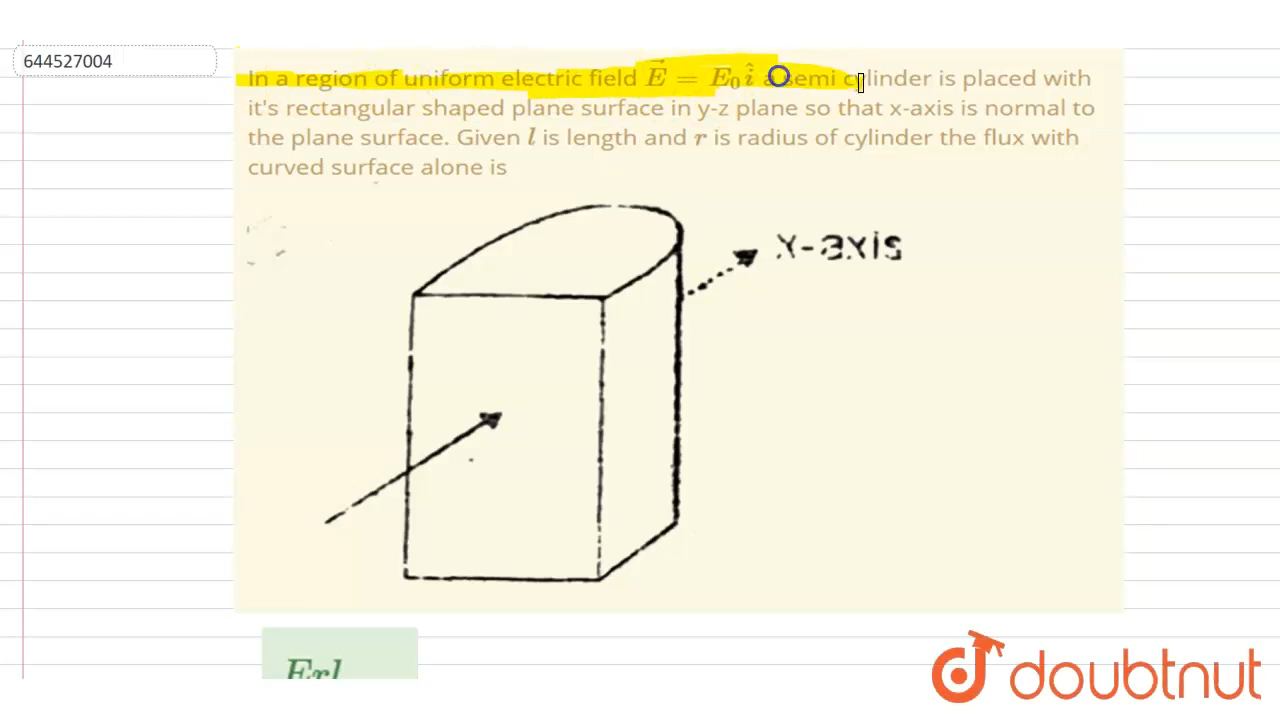 644527004
In a region of uniform electric field $\vec{E} = E_0 \hat{i}$ a semi cylinder is placed with
it's rectangular shaped plane surface in y-z plane so that x-axis is normal to
the plane surface. Given $l$ is length and $r$ is radius of cylinder the flux with
curved surface alone is
x-axis
Erl
doubtnut